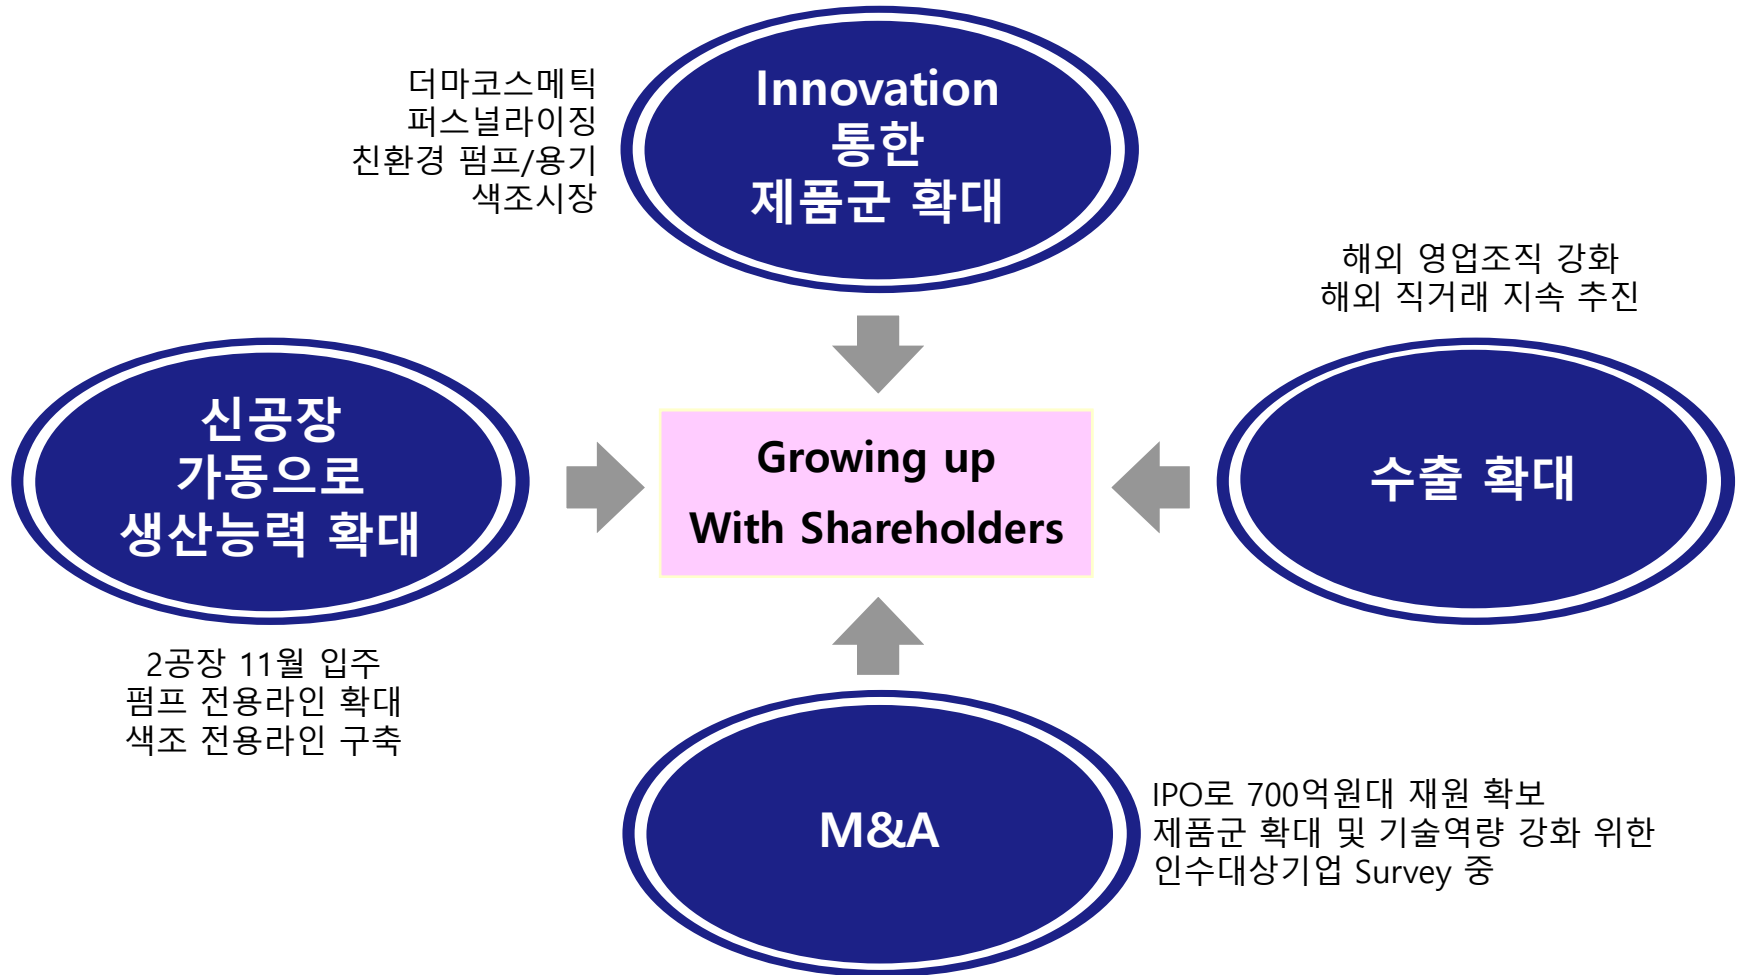 더마코스메틱
퍼스널라이징
친환경 펌프/용기
색조시장
Innovation
통한
제품군 확대
해외 영업조직 강화
해외 직거래 지속 추진
신공장
가동으로
생산능력 확대
Growing up
With Shareholders
수출 확대
2공장 11월 입주
펌프 전용라인 확대
색조 전용라인 구축
M&A
IPO로 700억원대 재원 확보
제품군 확대 및 기술역량 강화 위한
인수대상기업 Survey 중